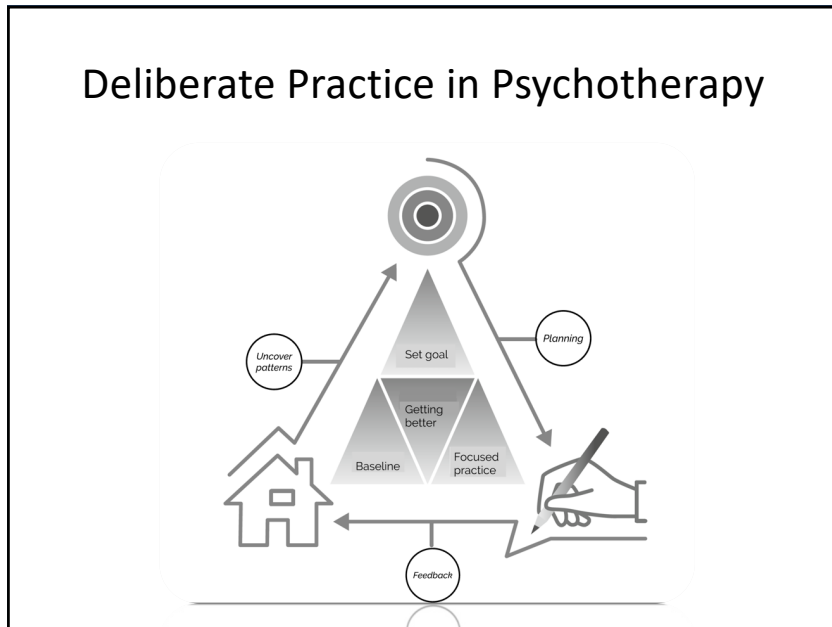 Deliberate Practice in Psychotherapy
Uncover
patterns
Planning
Set goal
Getting
better
Baseline
Focused
practice
Feedback